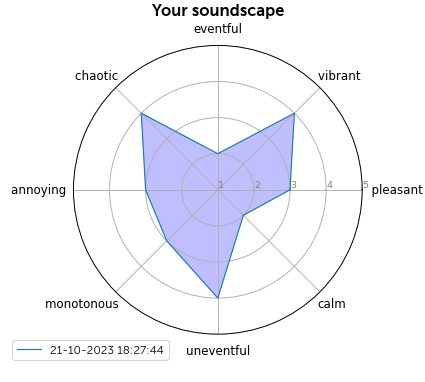 Your soundscape
eventful
chaotic
vibrant
annoying
1
2
3
4
5
pleasant
monotonous
calm
uneventful
21-10-2023 18:27:44